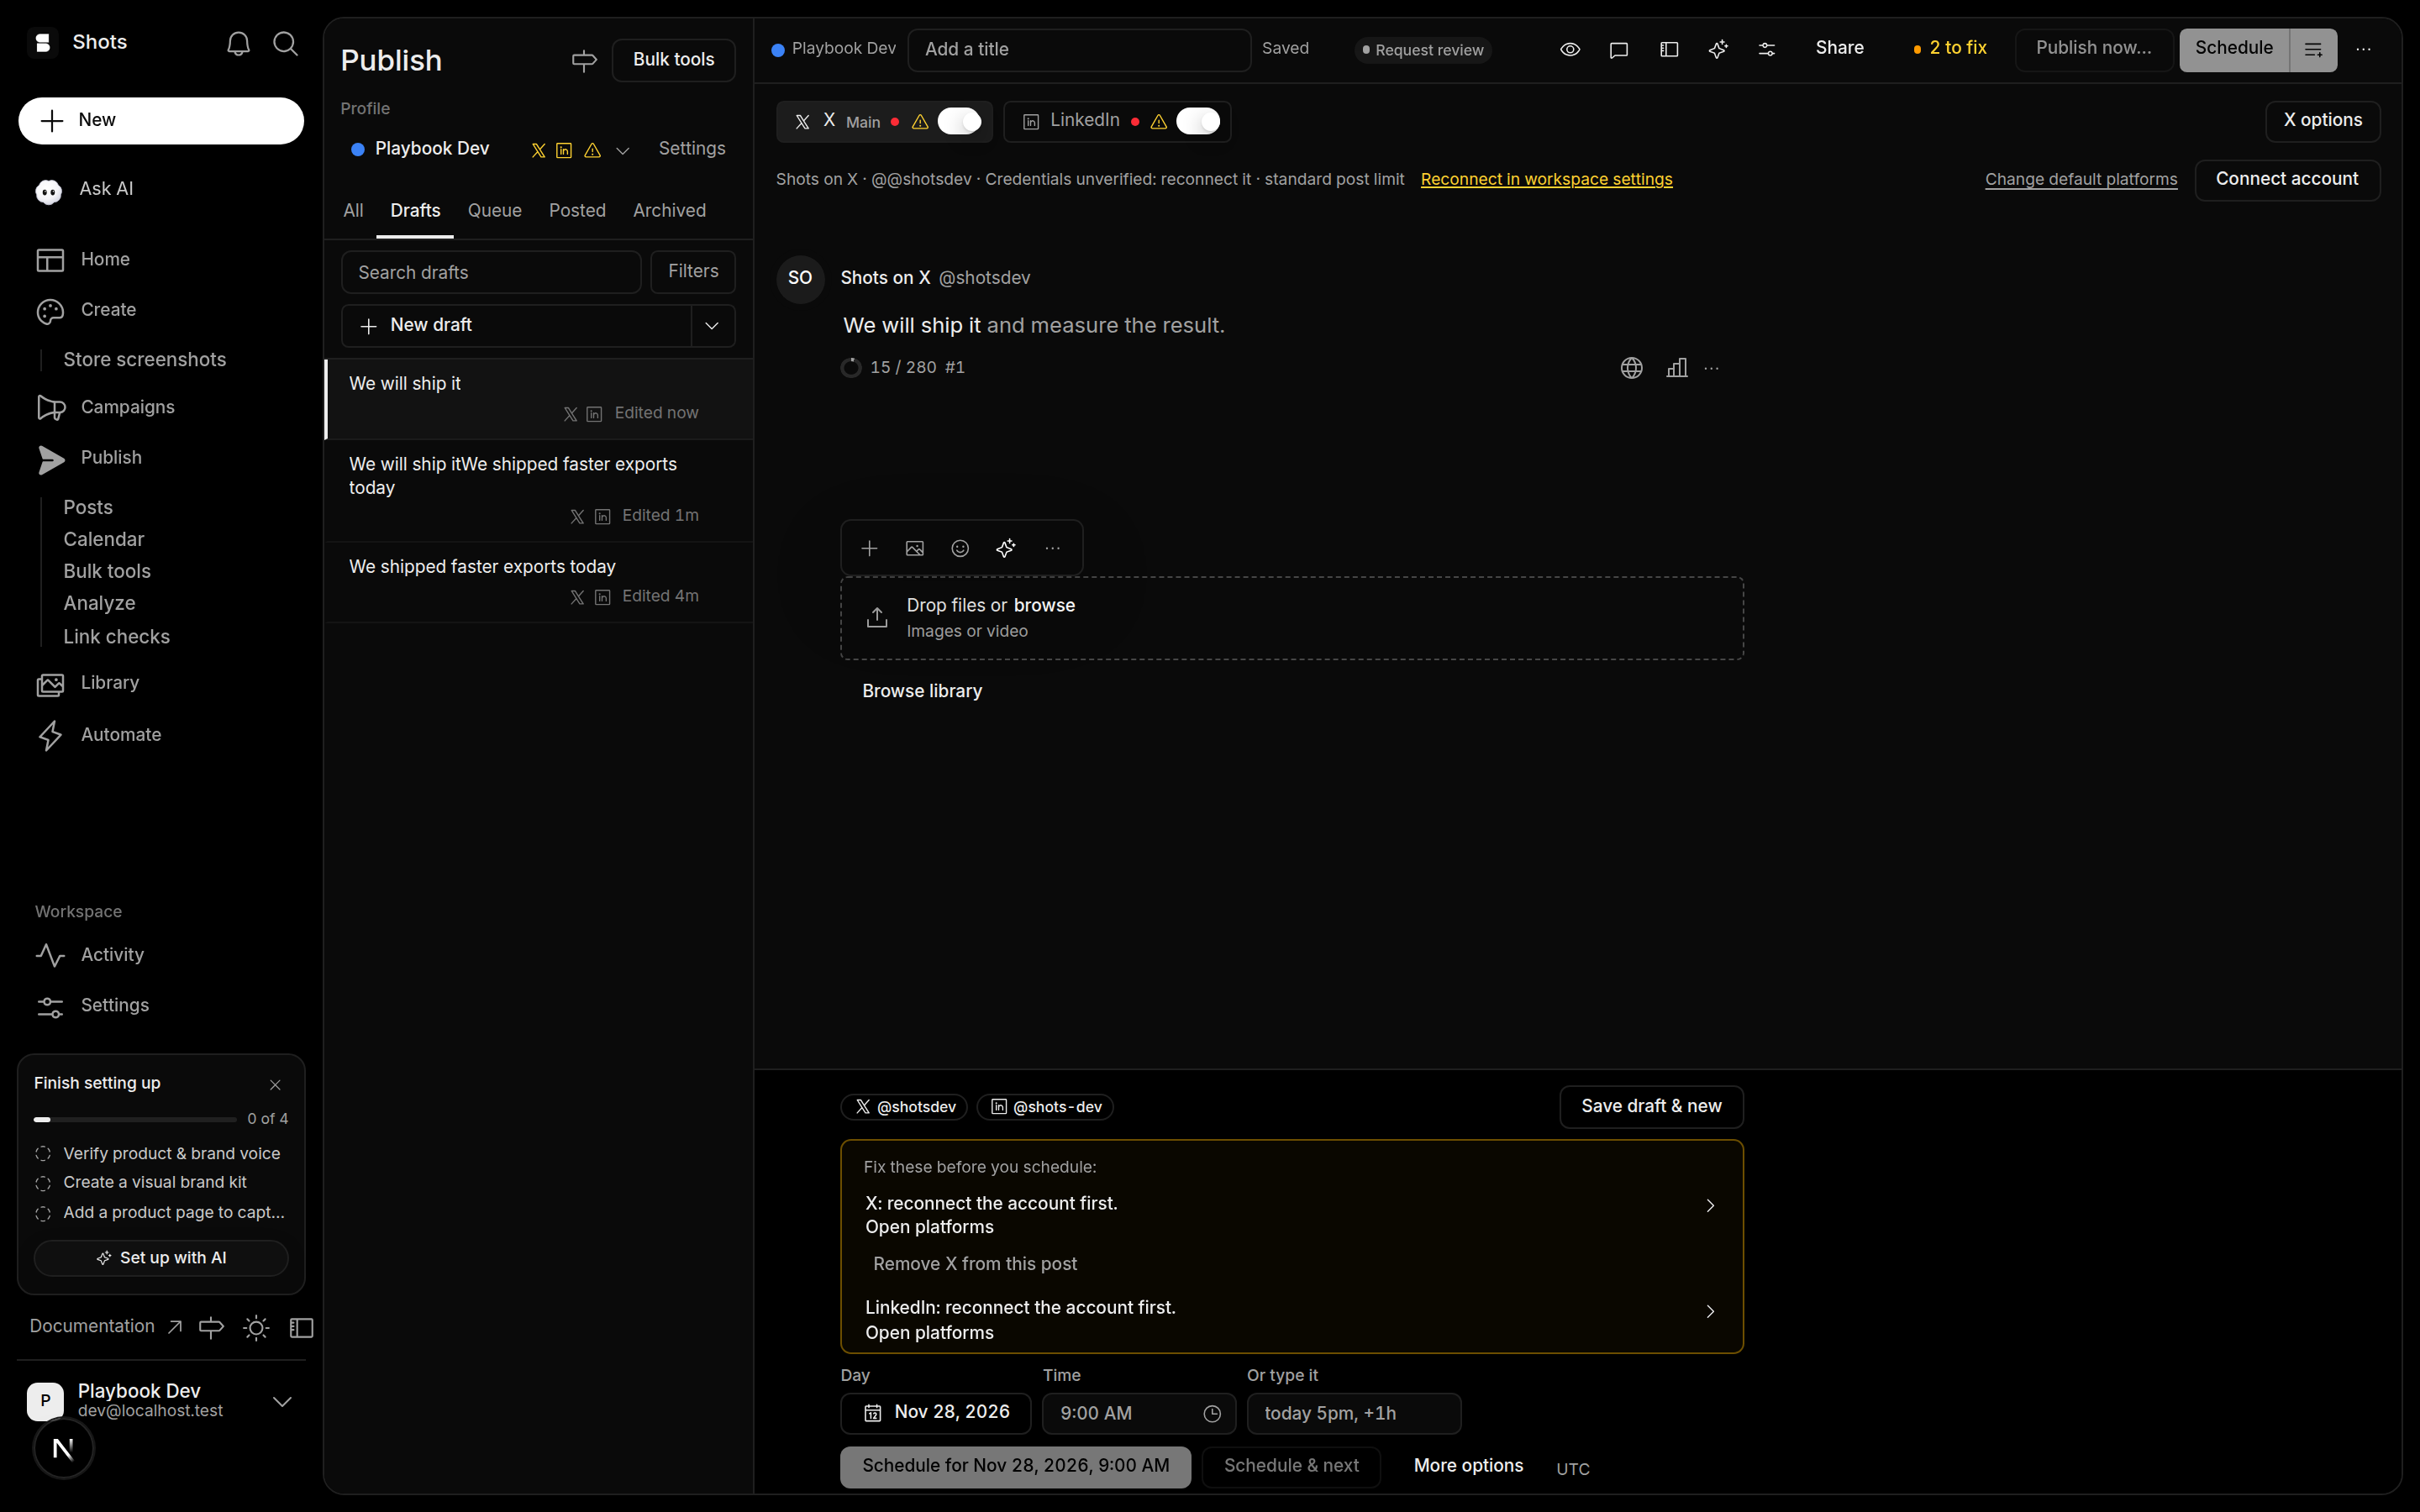 Shots
New
Ask AI
Home
Create
Store screenshots
Campaigns
Publish
Posts
Calendar
Bulk tools
Analyze
Link checks
Library
Automate
Workspace
Activity
Settings
Finish setting up
0 of 4
Verify product & brand voice
Create a visual brand kit
Add a product page to capt...
Set up with AI
Documentation
P
Playbook Dev
dev@localhost.test
N
Publish
Bulk tools
Profile
Playbook Dev
Settings
All Drafts Queue Posted Archived
Search drafts
Filters
New draft
We will ship it
Edited now
We will ship itWe shipped faster exports
today
Edited 1m
We shipped faster exports today
Edited 4m
Playbook Dev
Add a title
Saved
Request review
Share
2 to fix
Publish now...
Schedule
X Main
LinkedIn
X options
Shots on X · @@shotsdev · Credentials unverified: reconnect it · standard post limit Reconnect in workspace settings
Change default platforms
Connect account
SO
Shots on X @shotsdev
We will ship it and measure the result.
15 / 280 #1
Drop files or browse
Images or video
Browse library
@shotsdev
@shots-dev
Save draft & new
Fix these before you schedule:
X: reconnect the account first.
Open platforms
Remove X from this post
LinkedIn: reconnect the account first.
Open platforms
Day Time Or type it
12 Nov 28, 2026
9:00 AM
today 5pm, +1h
Schedule for Nov 28, 2026, 9:00 AM
Schedule & next
More options
UTC